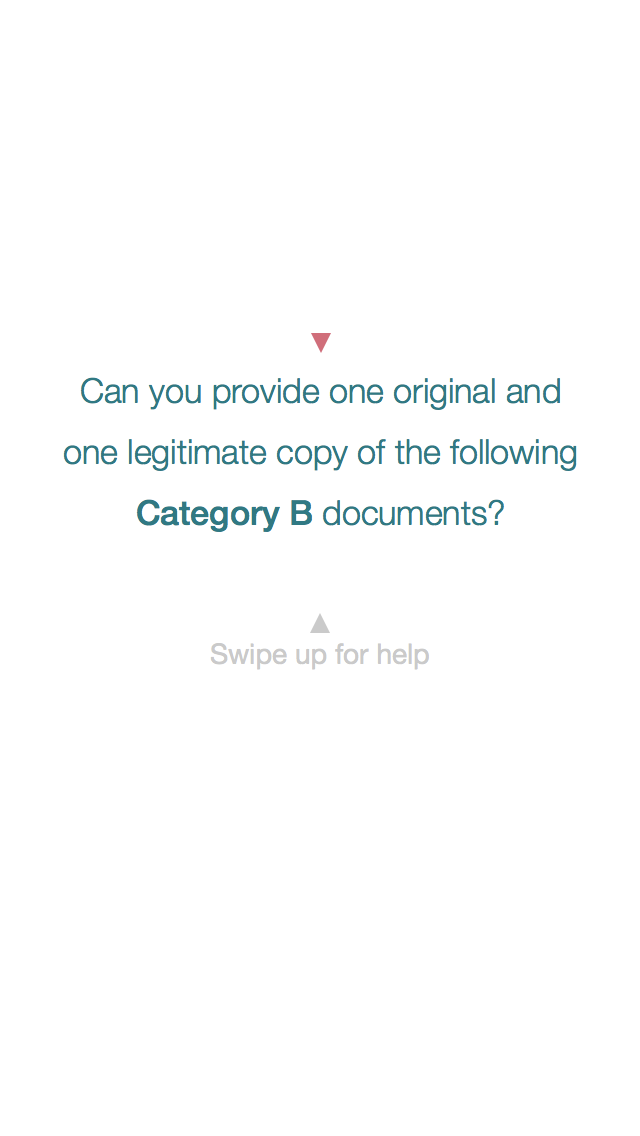 Can you provide one original and
one legitimate copy of the following
Category B documents?
Swipe up for help